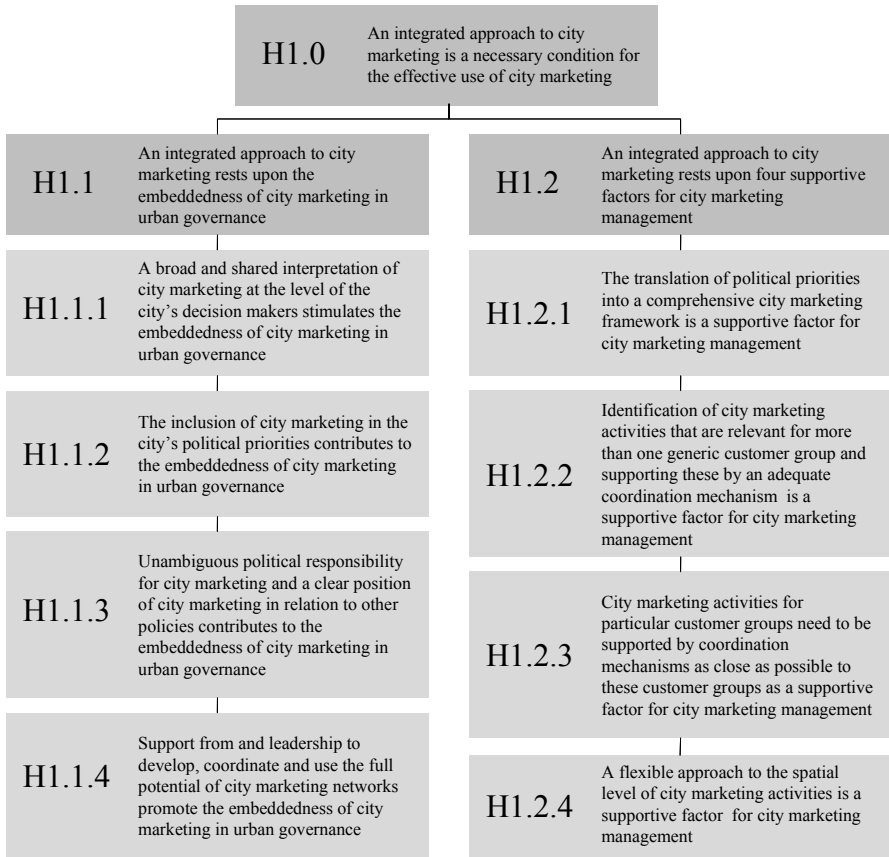 H1.0
An integrated approach to city
marketing is a necessary condition for
the effective use of city marketing
H1.1
An integrated approach to city
marketing rests upon the
embeddedness of city marketing in
urban governance
H1.1.1
A broad and shared interpretation of
city marketing at the level of the
city's decision makers stimulates the
embeddedness of city marketing in
urban governance
H1.1.2
The inclusion of city marketing in the
city's political priorities contributes to
the embeddedness of city marketing
in urban governance
H1.1.3
Unambiguous political responsibility
for city marketing and a clear position
of city marketing in relation to other
policies contributes to the
embeddedness of city marketing in
urban governance
H1.1.4
Support from and leadership to
develop, coordinate and use the full
potential of city marketing networks
promote the embeddedness of city
marketing in urban governance
H1.2
An integrated approach to city
marketing rests upon four supportive
factors for city marketing
management
H1.2.1
The translation of political priorities
into a comprehensive city marketing
framework is a supportive factor for
city marketing management
H1.2.2
Identification of city marketing
activities that are relevant for more
than one generic customer group and
supporting these by an adequate
coordination mechanism is a
supportive factor for city marketing
management
H1.2.3
City marketing activities for
particular customer groups need to be
supported by coordination
mechanisms as close as possible to
these customer groups as a supportive
factor for city marketing management
H1.2.4
A flexible approach to the spatial
level of city marketing activities is a
supportive factor for city marketing
management